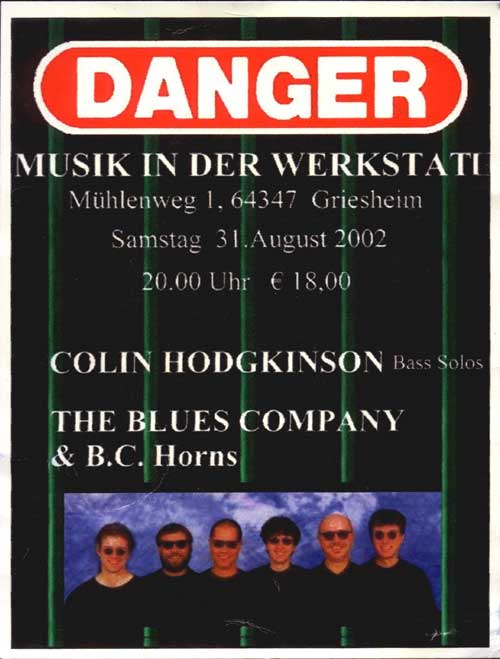 DANGER
MUSIK IN DER WERKSTATT
Mühlenweg 1, 64347 Griesheim
Samstag 31.August 2002
20.00 Uhr € 18,00
COLIN HODGKINSON Bass Solos
THE BLUES COMPANY
& B.C. Horns